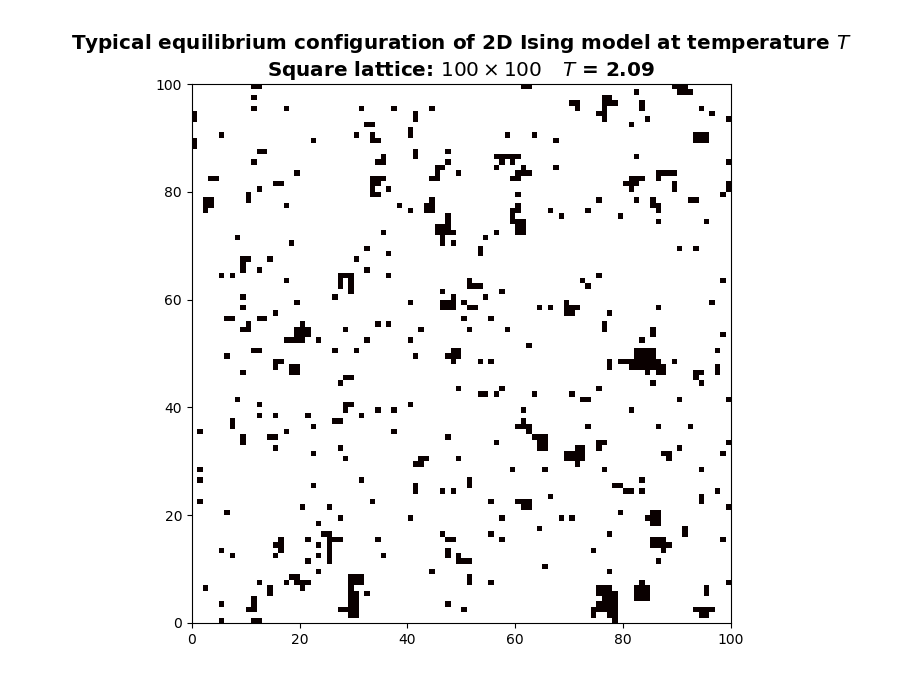 Typical equilibrium configuration of 2D Ising model at temperature T
Square lattice: 100 × 100 T = 2.09
100
80
60
40
20
0
0 20 40 60 80 100